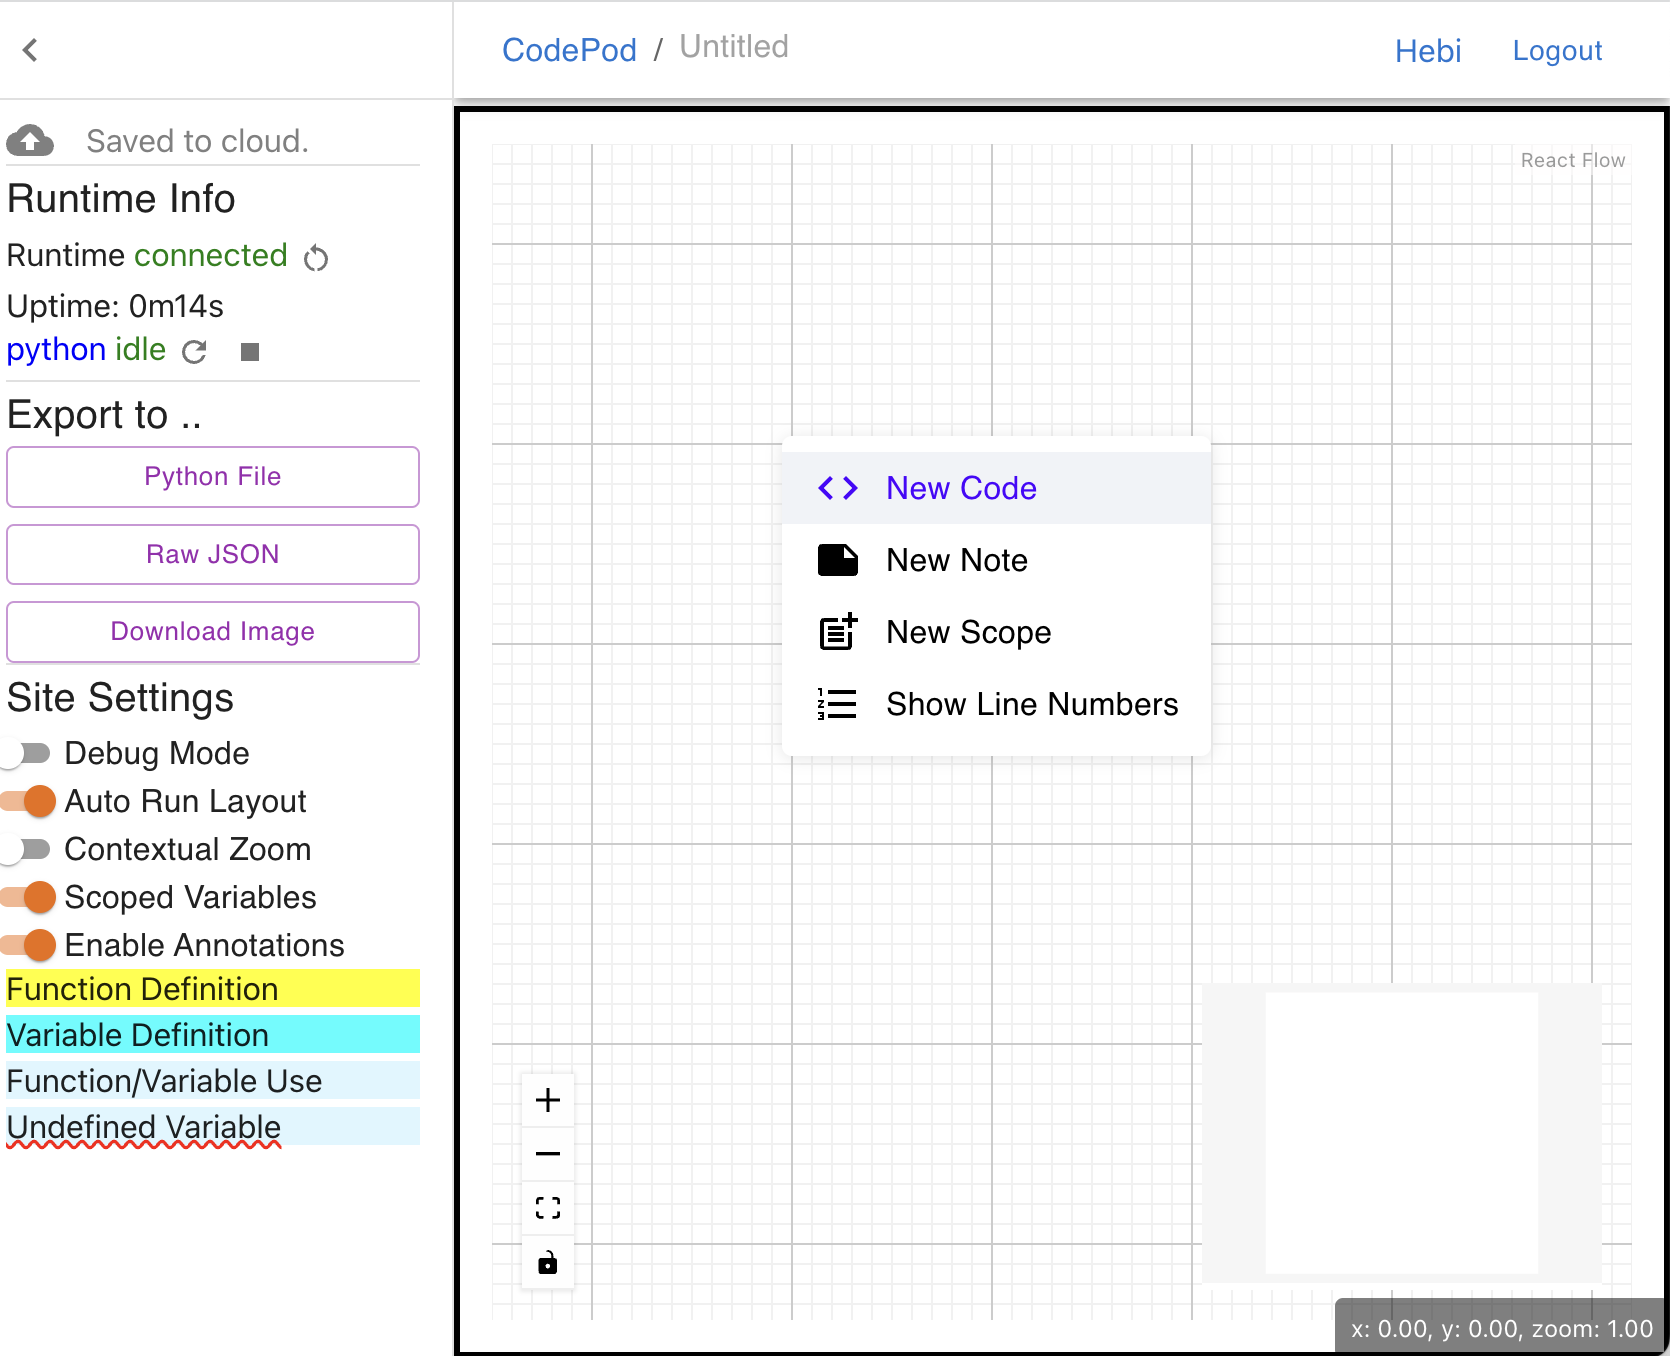 CodePod / Untitled
Hebi
Logout
Saved to cloud.
Runtime Info
Runtime connected
Uptime: 0m14s
python idle
Export to ..
Python File
Raw JSON
Download Image
Site Settings
Debug Mode
Auto Run Layout
Contextual Zoom
Scoped Variables
Enable Annotations
Function Definition
Variable Definition
Function/Variable Use
Undefined Variable
React Flow
New Code
New Note
New Scope
Show Line Numbers
x: 0.00, y: 0.00, zoom: 1.00